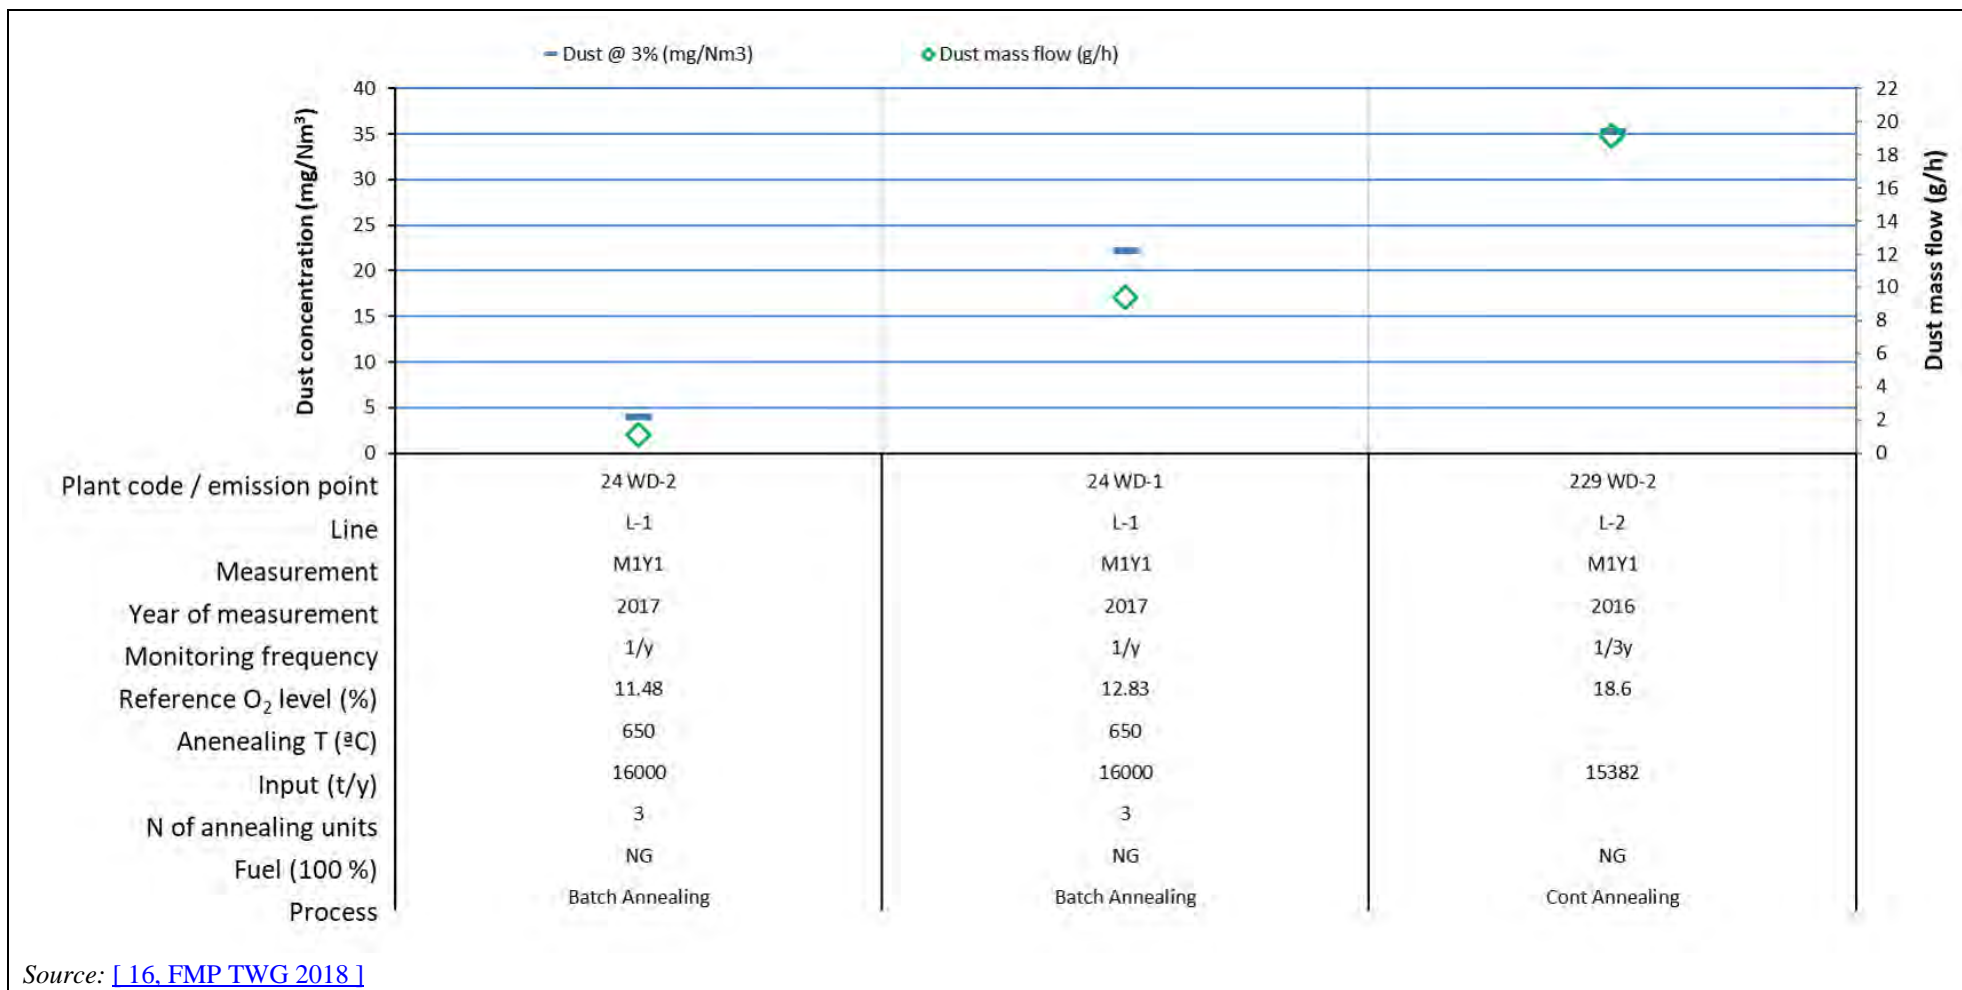 Dust @ 3% (mg/Nm3) Dust mass flow (g/h)
Dust concentration (mg/Nm³)
40
35
30
25
20
15
10
5
0
22
20
18
16
14
12
10
8
6
4
2
0
Dust mass flow (g/h)
Plant code / emission point 24 WD-2 24 WD-1 229 WD-2
Line L-1 L-1 L-2
Measurement M1Y1 M1Y1 M1Y1
Year of measurement 2017 2017 2016
Monitoring frequency 1/y 1/y 1/3y
Reference O₂ level (%) 11.48 12.83 18.6
Anenealing T (ªC) 650 650
Input (t/y) 16000 16000 15382
N of annealing units 3 3
Fuel (100 %) NG NG NG
Process Batch Annealing Batch Annealing Cont Annealing
Source: [ 16, FMP TWG 2018 ]